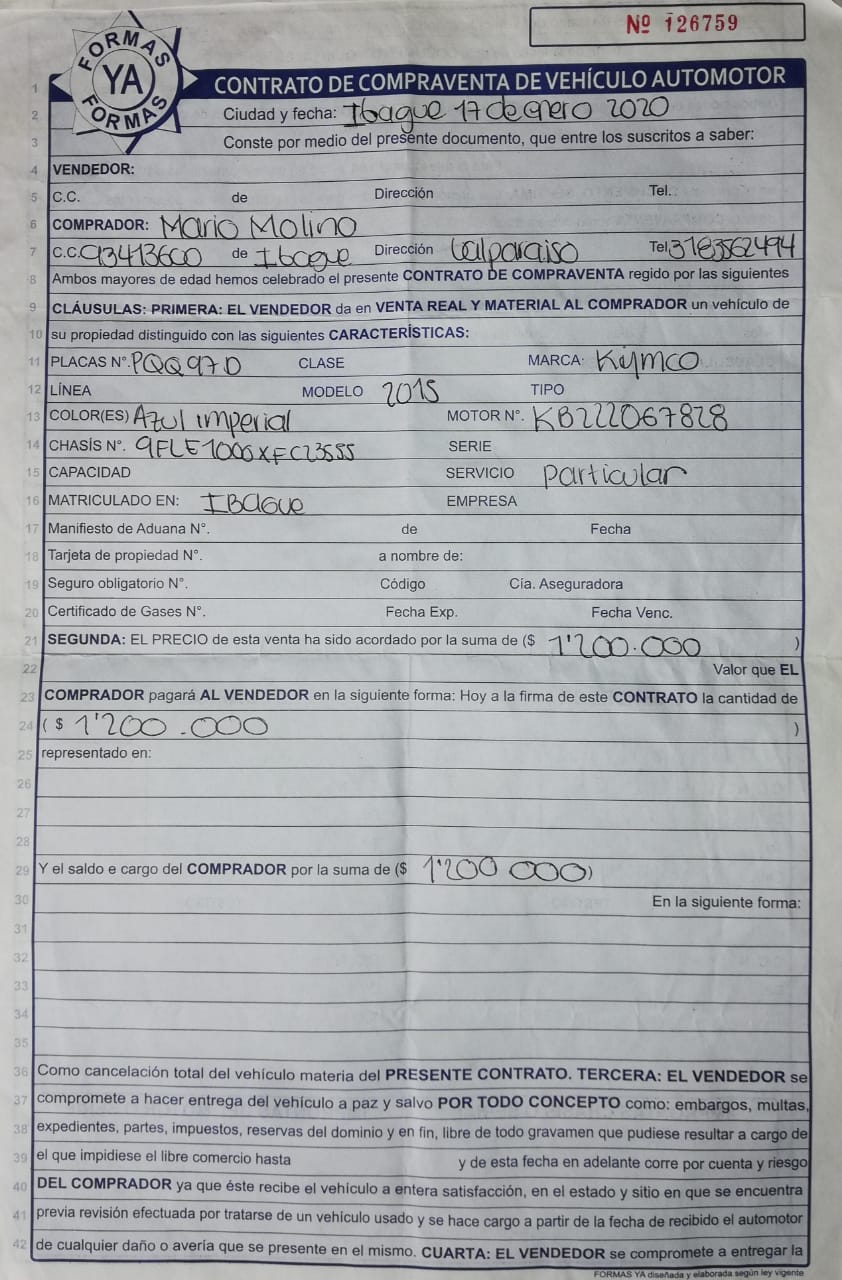 Nº 126759
FORMAS YA FORMAS
1 CONTRATO DE COMPRAVENTA DE VEHÍCULO AUTOMOTOR
2 Ciudad y fecha: Ibague 17 de enero 2020
3 Conste por medio del presente documento, que entre los suscritos a saber:
4 VENDEDOR:
5 C.C. de Dirección Tel.
6 COMPRADOR: Mario Molino
7 C.C. 93413600 de Ibague Dirección Valparaiso Tel. 3183562494
8 Ambos mayores de edad hemos celebrado el presente CONTRATO DE COMPRAVENTA regido por las siguientes
9 CLÁUSULAS: PRIMERA: EL VENDEDOR da en VENTA REAL Y MATERIAL AL COMPRADOR un vehículo de
10 su propiedad distinguido con las siguientes CARACTERÍSTICAS:
11 PLACAS N°. PQQ97D CLASE MARCA: Kymco
12 LÍNEA MODELO 2015 TIPO
13 COLOR(ES) Azul imperial MOTOR N°. KB222067828
14 CHASÍS N°. 9FLE1000XFC23555 SERIE
15 CAPACIDAD SERVICIO particular
16 MATRICULADO EN: IBAGUE EMPRESA
17 Manifiesto de Aduana N°. de Fecha
18 Tarjeta de propiedad N°. a nombre de:
19 Seguro obligatorio N°. Código Cia. Aseguradora
20 Certificado de Gases N°. Fecha Exp. Fecha Venc.
21 SEGUNDA: EL PRECIO de esta venta ha sido acordado por la suma de ($ 1'200.000 )
22 Valor que EL
23 COMPRADOR pagará AL VENDEDOR en la siguiente forma: Hoy a la firma de este CONTRATO la cantidad de
24 ( $ 1'200.000 )
25 representado en:
26
27
28
29 Y el saldo e cargo del COMPRADOR por la suma de ($ 1'200 000)
30 En la siguiente forma:
31
32
33
34
35
36 Como cancelación total del vehículo materia del PRESENTE CONTRATO. TERCERA: EL VENDEDOR se
37 compromete a hacer entrega del vehículo a paz y salvo POR TODO CONCEPTO como: embargos, multas,
38 expedientes, partes, impuestos, reservas del dominio y en fin, libre de todo gravamen que pudiese resultar a cargo de
39 el que impidiese el libre comercio hasta y de esta fecha en adelante corre por cuenta y riesgo
40 DEL COMPRADOR ya que éste recibe el vehículo a entera satisfacción, en el estado y sitio en que se encuentra
41 previa revisión efectuada por tratarse de un vehículo usado y se hace cargo a partir de la fecha de recibido el automotor
42 de cualquier daño o avería que se presente en el mismo. CUARTA: EL VENDEDOR se compromete a entregar la
FORMAS YA diseñada y elaborada según ley vigente